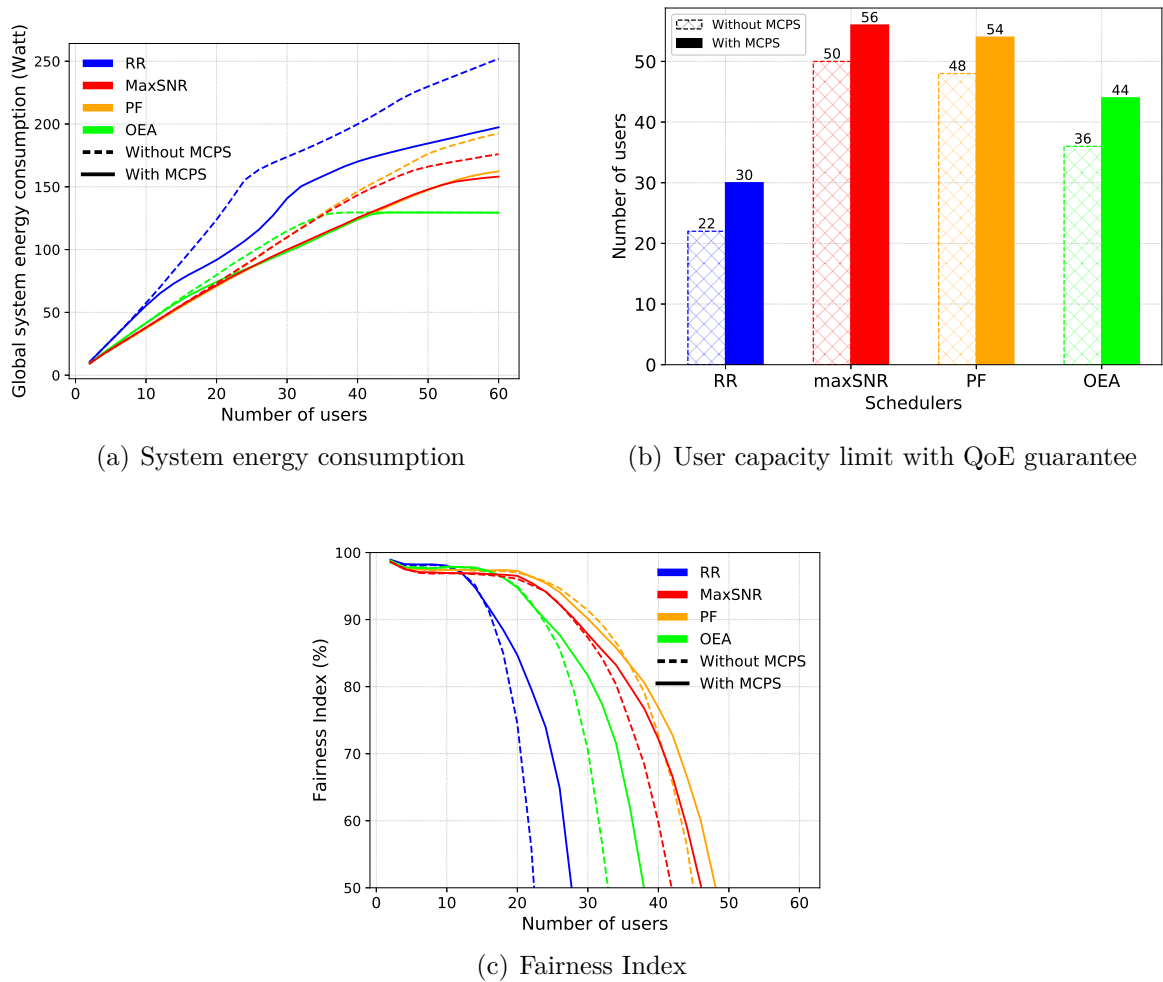 Global system energy consumption (Watt)
250
200
150
100
50
0
RR
MaxSNR
PF
OEA
Without MCPS
With MCPS
0 10 20 30 40 50 60
Number of users
(a) System energy consumption
Number of users
50
40
30
20
10
0
Without MCPS
With MCPS
22 30 50 56 48 54 36 44
RR maxSNR PF OEA
Schedulers
(b) User capacity limit with QoE guarantee
Fairness Index (%)
100
90
80
70
60
50
RR
MaxSNR
PF
OEA
Without MCPS
With MCPS
0 10 20 30 40 50 60
Number of users
(c) Fairness Index